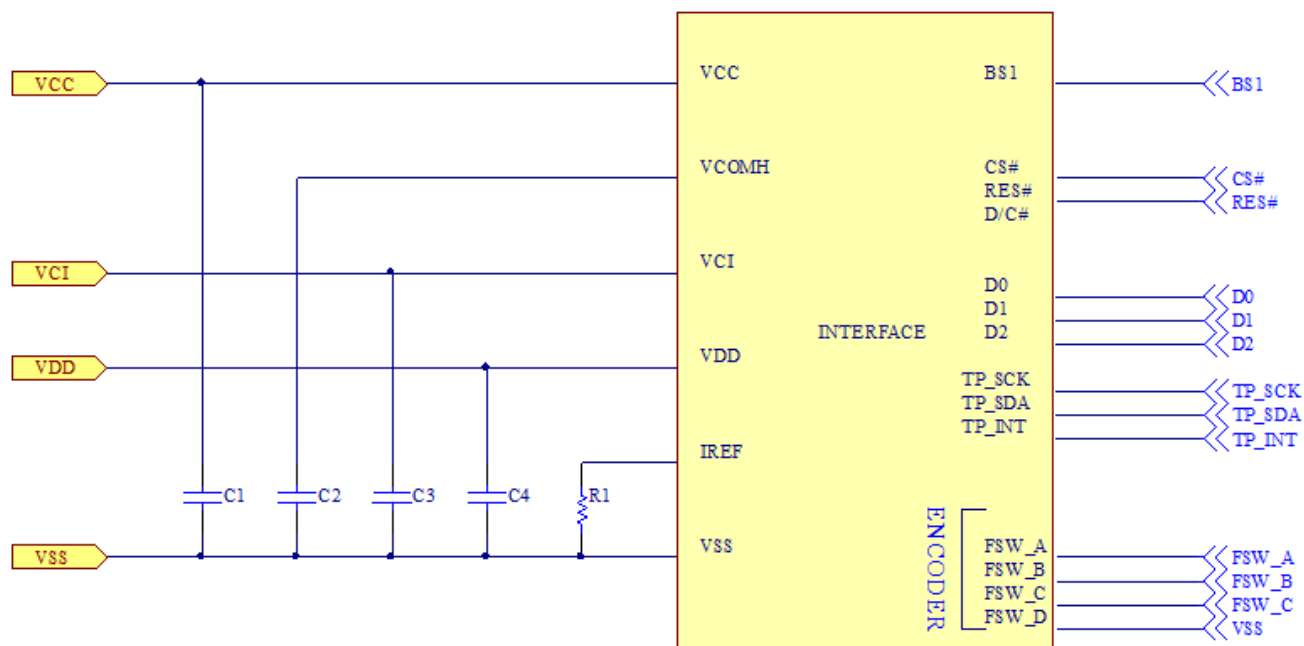 VCC VCC BS1 BS1
VCOMH CS# CS#
RES# RES#
D/C#
VCI VCI
D0 D0
D1 D1
INTERFACE D2 D2
VDD VDD
TP_SCK TP_SCK
TP_SDA TP_SDA
TP_INT TP_INT
IREF
C1 C2 C3 C4 R1
ENCODER
VSS VSS FSW_A FSW_A
FSW_B FSW_B
FSW_C FSW_C
FSW_D VSS